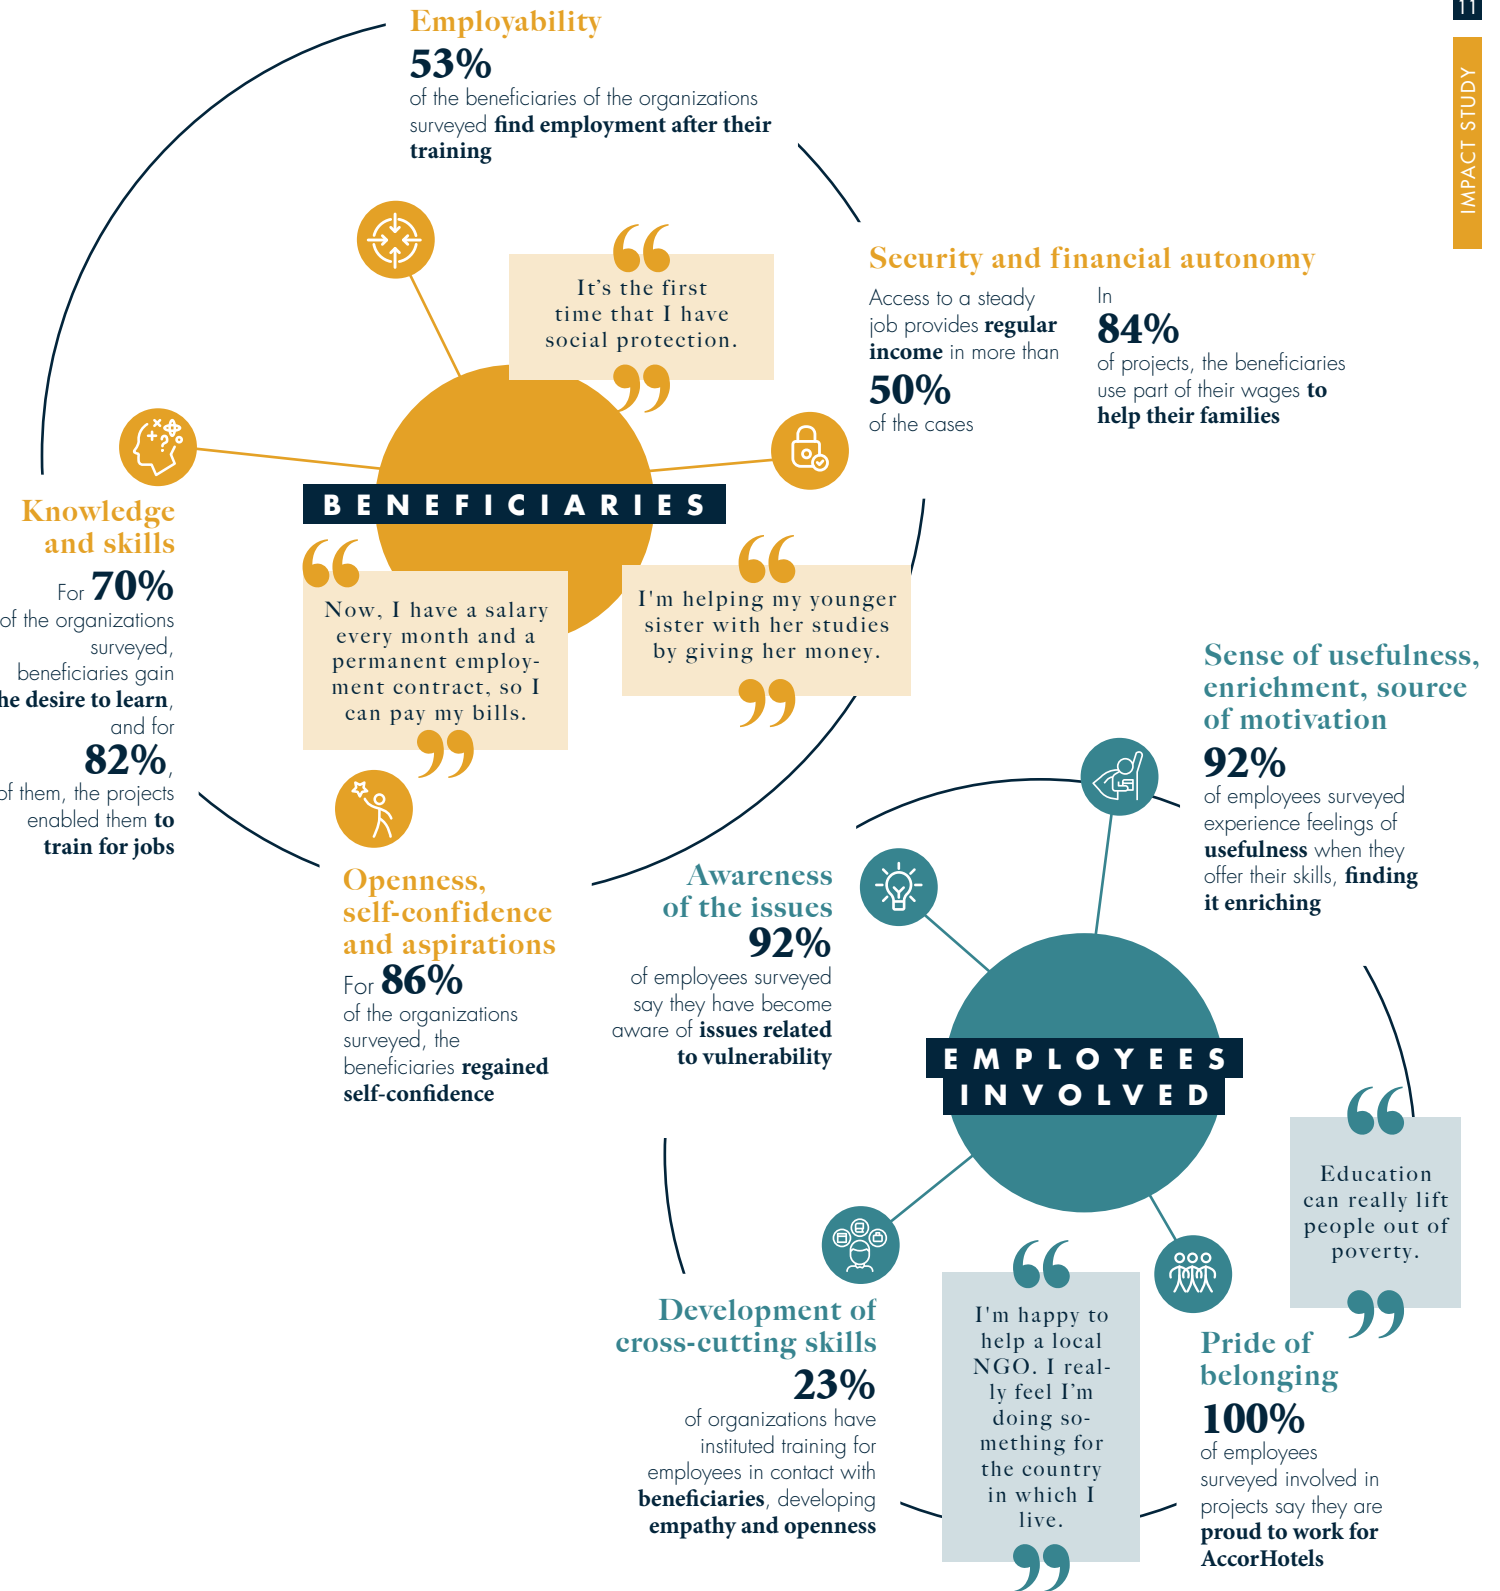 11
IMPACT STUDY
Employability
53%
of the beneficiaries of the organizations
surveyed find employment after their
training
It's the first
time that I have
social protection.
Security and financial autonomy
Access to a steady
job provides regular
income in more than
50%
of the cases
In
84%
of projects, the beneficiaries
use part of their wages to
help their families
BENEFICIARIES
Knowledge
and skills
For 70%
of the organizations
surveyed,
beneficiaries gain
he desire to learn,
and for
82%,
of them, the projects
enabled them to
train for jobs
Now, I have a salary
every month and a
permanent employ-
ment contract, so I
can pay my bills.
I'm helping my younger
sister with her studies
by giving her money.
Openness,
self-confidence
and aspirations
For 86%
of the organizations
surveyed, the
beneficiaries regained
self-confidence
Sense of usefulness,
enrichment, source
of motivation
92%
of employees surveyed
experience feelings of
usefulness when they
offer their skills, finding
it enriching
Awareness
of the issues
92%
of employees surveyed
say they have become
aware of issues related
to vulnerability
EMPLOYEES
INVOLVED
Education
can really lift
people out of
poverty.
Development of
cross-cutting skills
23%
of organizations have
instituted training for
employees in contact with
beneficiaries, developing
empathy and openness
I'm happy to
help a local
NGO. I real-
ly feel I'm
doing so-
mething for
the country
in which I
live.
Pride of
belonging
100%
of employees
surveyed involved in
projects say they are
proud to work for
AccorHotels